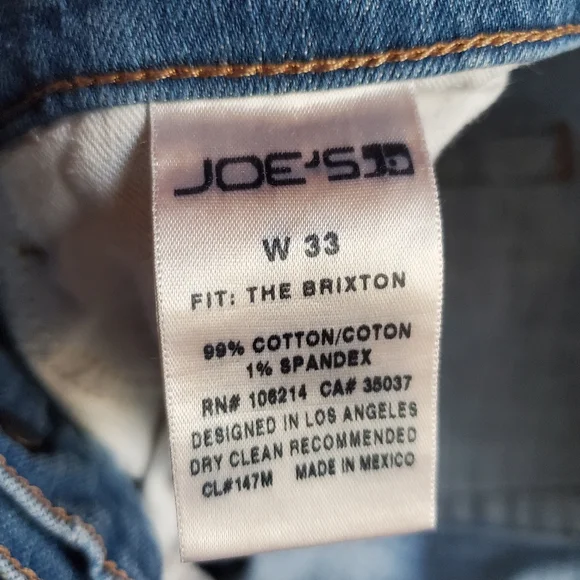 JOE'S
W 33
FIT: THE BRIXTON
99% COTTON/COTON
1% SPANDEX
RN# 106214 CA# 35037
DESIGNED IN LOS ANGELES
DRY CLEAN RECOMMENDED
CL#147M MADE IN MEXICO